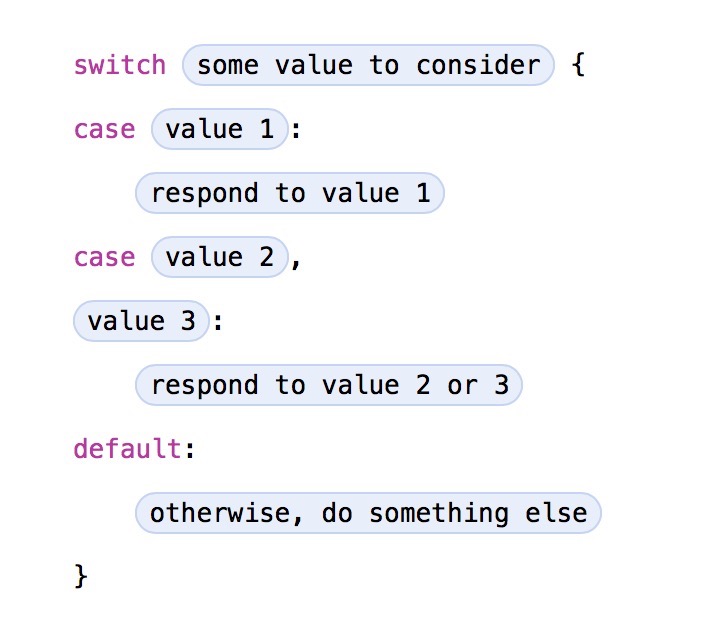 switch some value to consider {
case value 1:
respond to value 1
case value 2,
value 3:
respond to value 2 or 3
default:
otherwise, do something else
}